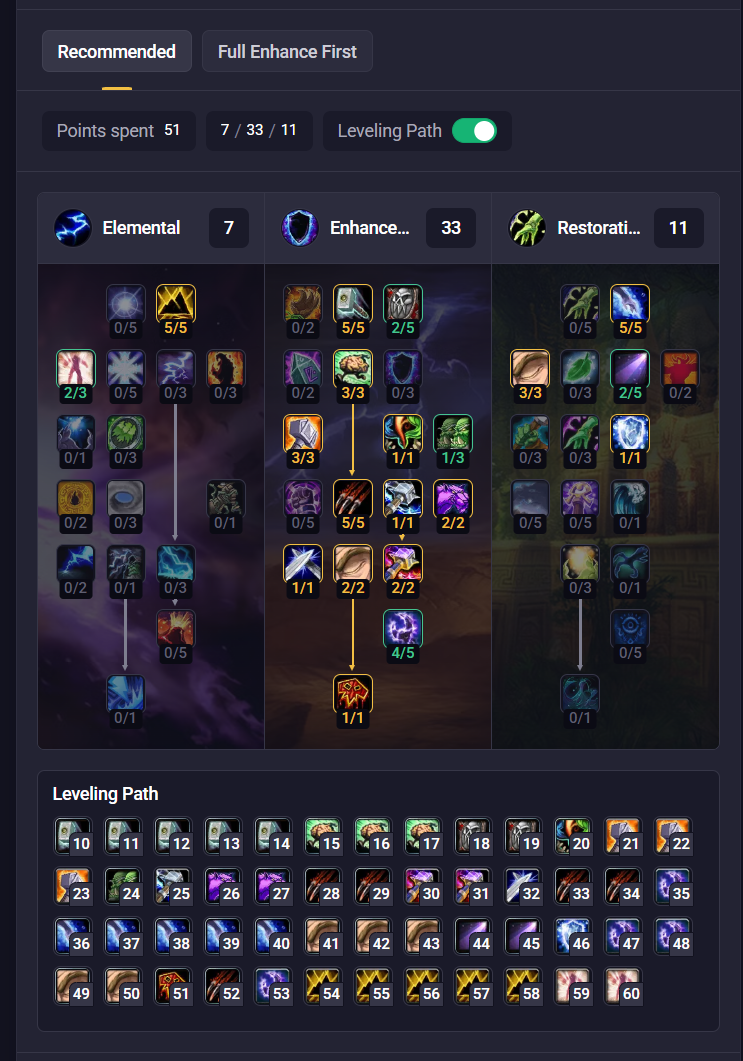 Recommended Full Enhance First
Points spent 51 7 / 33 / 11 Leveling Path
Elemental 7 Enhance... 33 Restorati... 11
0/5 5/5 0/2 5/5 2/5 0/5 5/5
2/3 0/5 0/3 0/3 0/2 3/3 0/3 3/3 0/3 2/5 0/2
0/1 0/3 3/3 1/1 1/3 0/3 0/3 1/1
0/2 0/3 0/1 0/5 5/5 1/1 2/2 0/5 0/5 0/1
0/2 0/1 0/3 1/1 2/2 2/2 0/3 0/1
0/5 4/5 0/5
0/1 1/1 0/1
Leveling Path
10 11 12 13 14 15 16 17 18 19 20 21 22
23 24 25 26 27 28 29 30 31 32 33 34 35
36 37 38 39 40 41 42 43 44 45 46 47 48
49 50 51 52 53 54 55 56 57 58 59 60